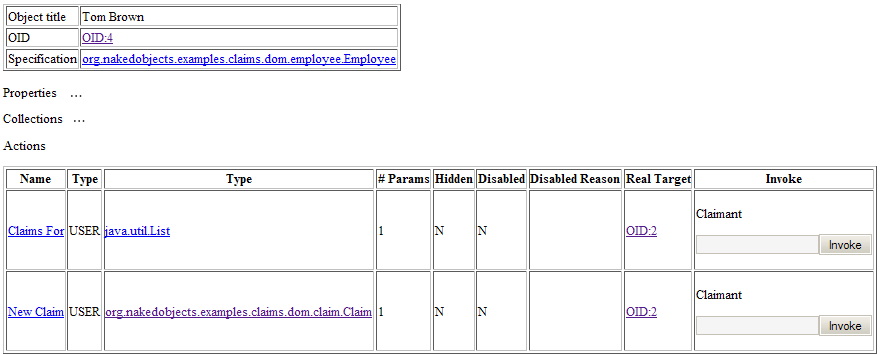 Object title Tom Brown
OID OID:4
Specification org.nakedobjects.examples.claims.dom.employee.Employee
Properties ...
Collections ...
Actions
Name Type Type # Params Hidden Disabled Disabled Reason Real Target Invoke
Claimant
Claims For USER java.util.List 1 N N OID:2
Invoke
Claimant
New Claim USER org.nakedobjects.examples.claims.dom.claim.Claim 1 N N OID:2
Invoke